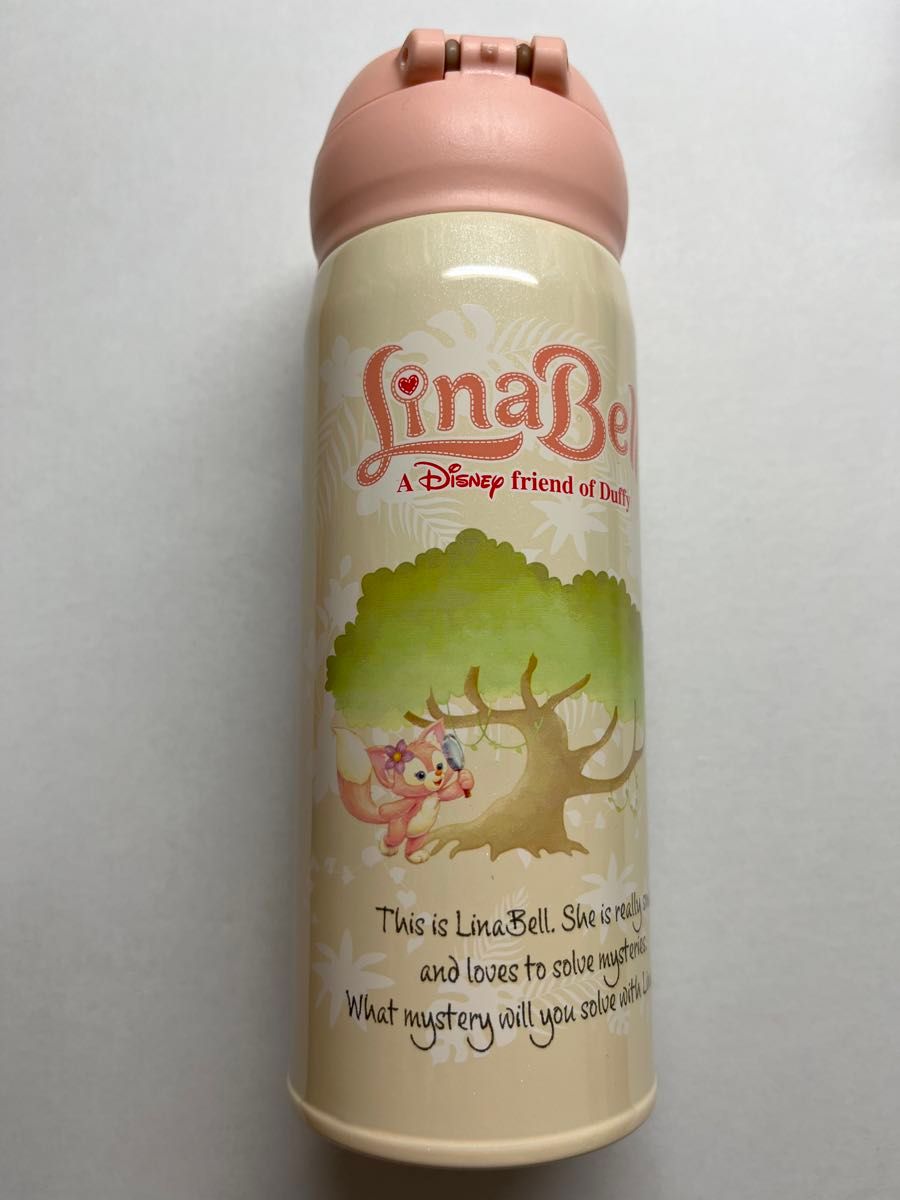 LinaBell
A Disney friend of Duffy
This is LinaBell. She is really
and loves to solve mysteries.
What mystery will you solve with